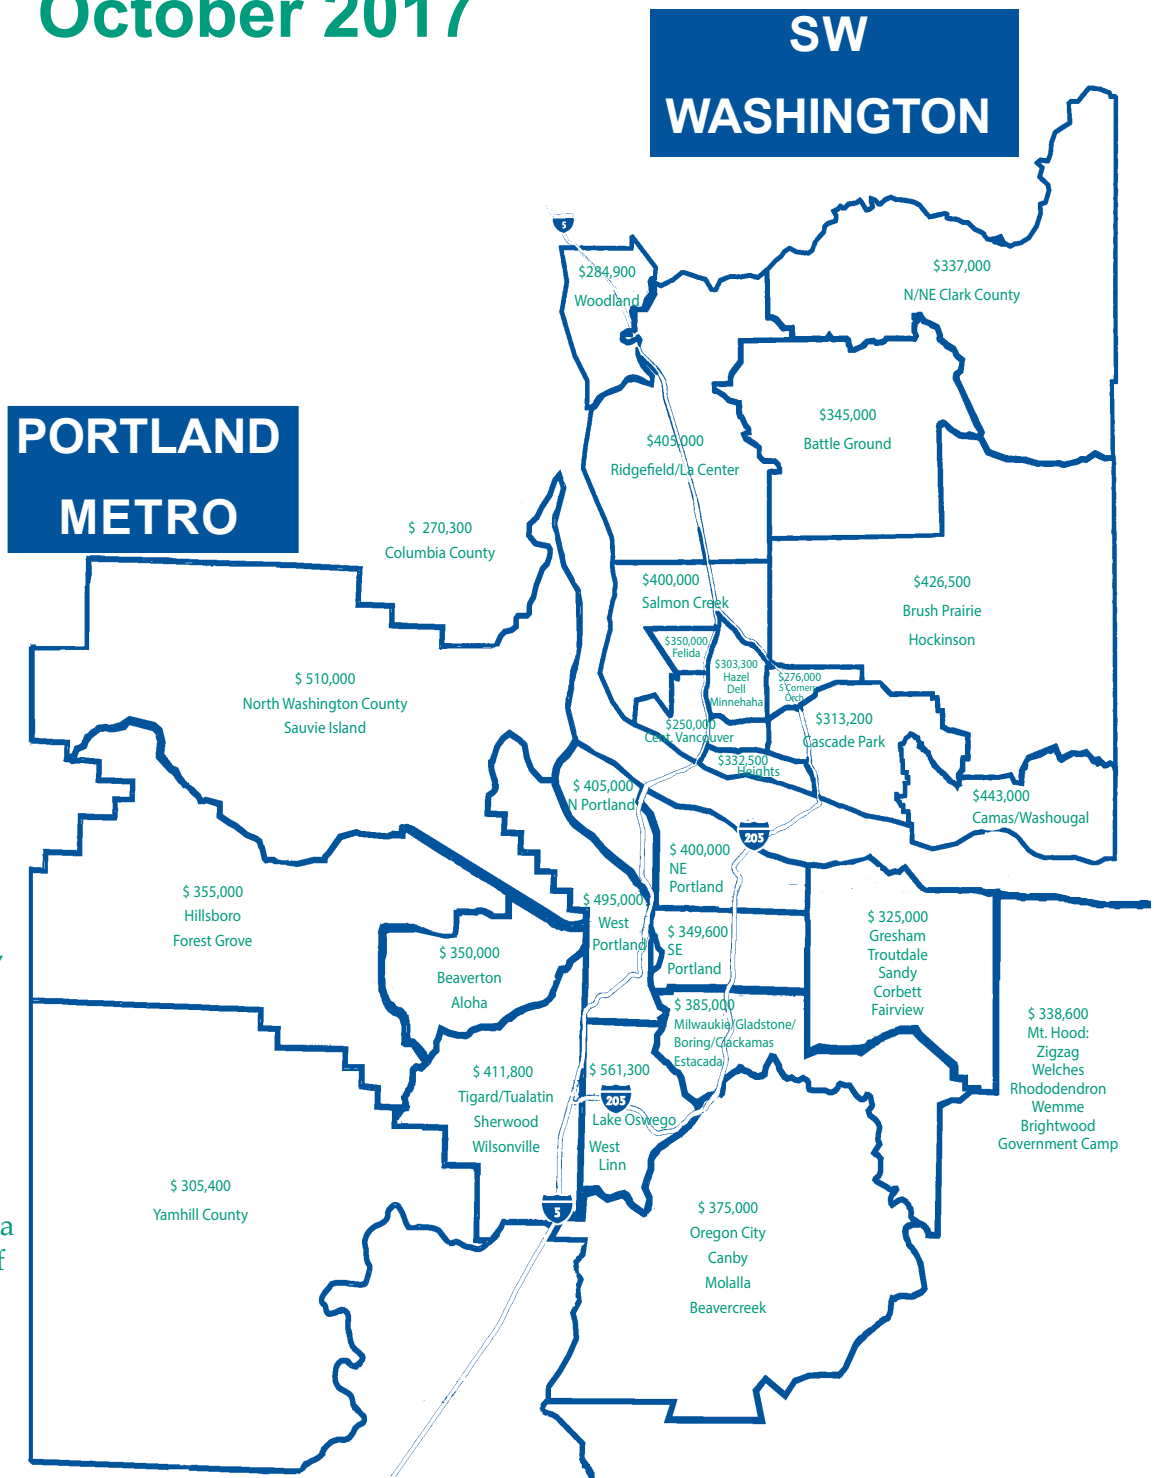 October 2017
SW
WASHINGTON
5
$337,000
N/NE Clark County
$284,900
Woodland
PORTLAND
METRO
$345,000
Battle Ground
$405,000
Ridgefield/La Center
$ 270,300
Columbia County
$400,000
Salmon Creek
$426,500
Brush Prairie
Hockinson
$350,000
Felida
$303,300
Hazel
Dell
Minnehaha
$276,000
5 Corners
Orch.
$ 510,000
North Washington County
Sauvie Island
$250,000
Cent. Vancouver
$313,200
Cascade Park
$332,500
Heights
$443,000
Camas/Washougal
$ 405,000
N Portland
205
$ 400,000
NE
Portland
$ 355,000
Hillsboro
Forest Grove
$ 495,000
West
Portland
$ 349,600
SE
Portland
$ 325,000
Gresham
Troutdale
Sandy
Corbett
Fairview
$ 350,000
Beaverton
Aloha
$ 385,000
Milwaukie/Gladstone/
Boring/Clackamas
Estacada
$ 338,600
Mt. Hood:
Zigzag
Welches
Rhododendron
Wemme
Brightwood
Government Camp
$ 411,800
Tigard/Tualatin
Sherwood
Wilsonville
$ 561,300
205
Lake Oswego
West
Linn
$ 305,400
Yamhill County
5
$ 375,000
Oregon City
Canby
Molalla
Beavercreek
a
f